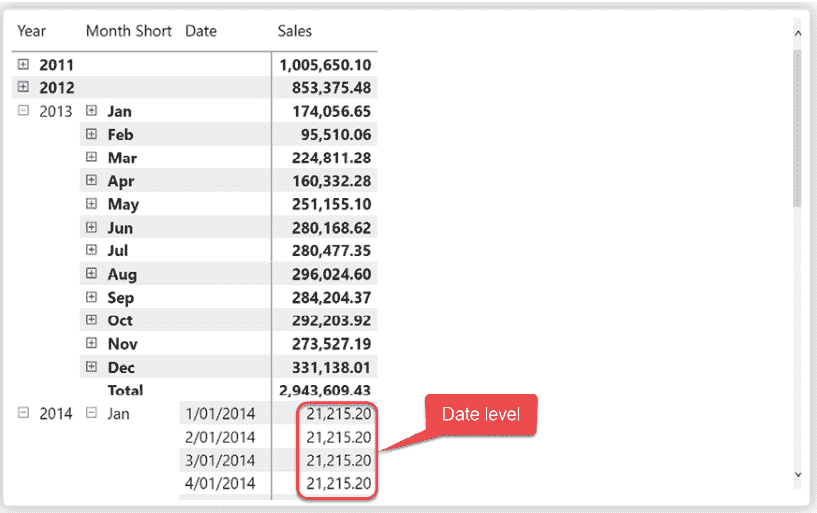 Year Month Short Date Sales
2011 1,005,650.10
2012 853,375.48
2013 Jan 174,056.65
Feb 95,510.06
Mar 224,811.28
Apr 160,332.28
May 251,155.10
Jun 280,168.62
Jul 280,477.35
Aug 296,024.60
Sep 284,204.37
Oct 292,203.92
Nov 273,527.19
Dec 331,138.01
Total 2,943,609.43
2014 Jan 1/01/2014 21,215.20
Date level
2/01/2014 21,215.20
3/01/2014 21,215.20
4/01/2014 21,215.20